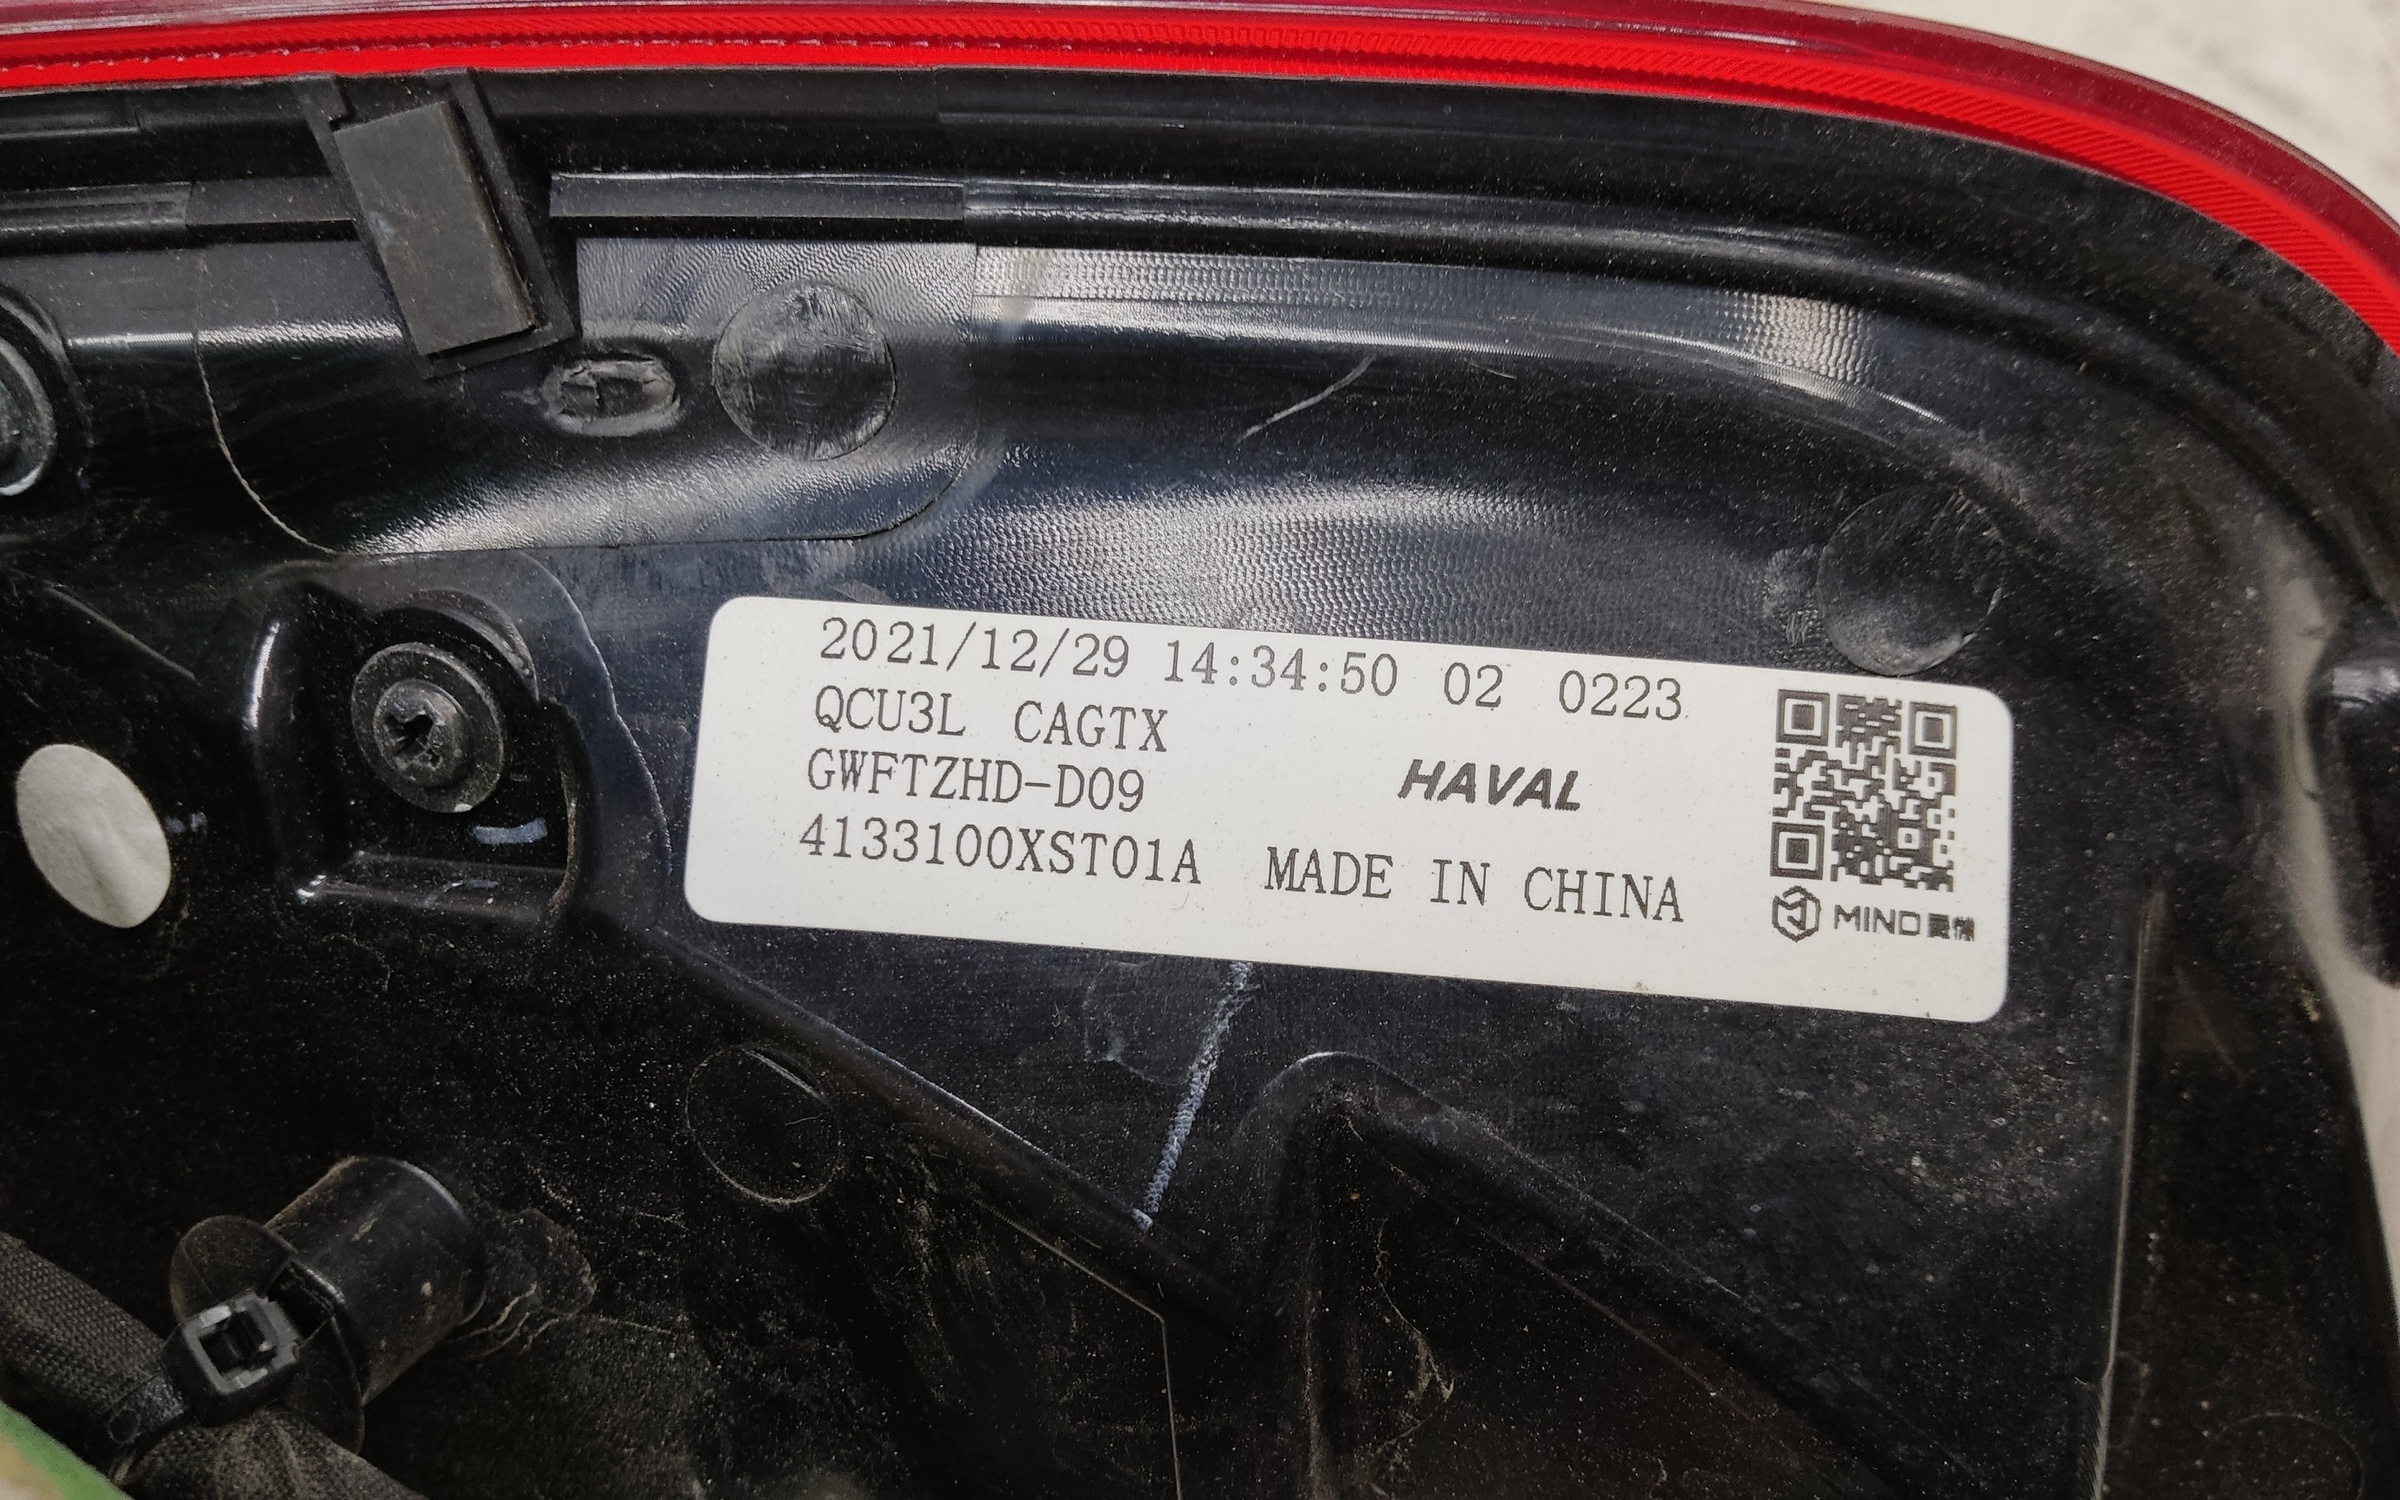 2021/12/29 14:34:50 02 0223
QCU3L CAGTX
GWFTZHD-D09
HAVAL
4133100XST01A MADE IN CHINA
MIND